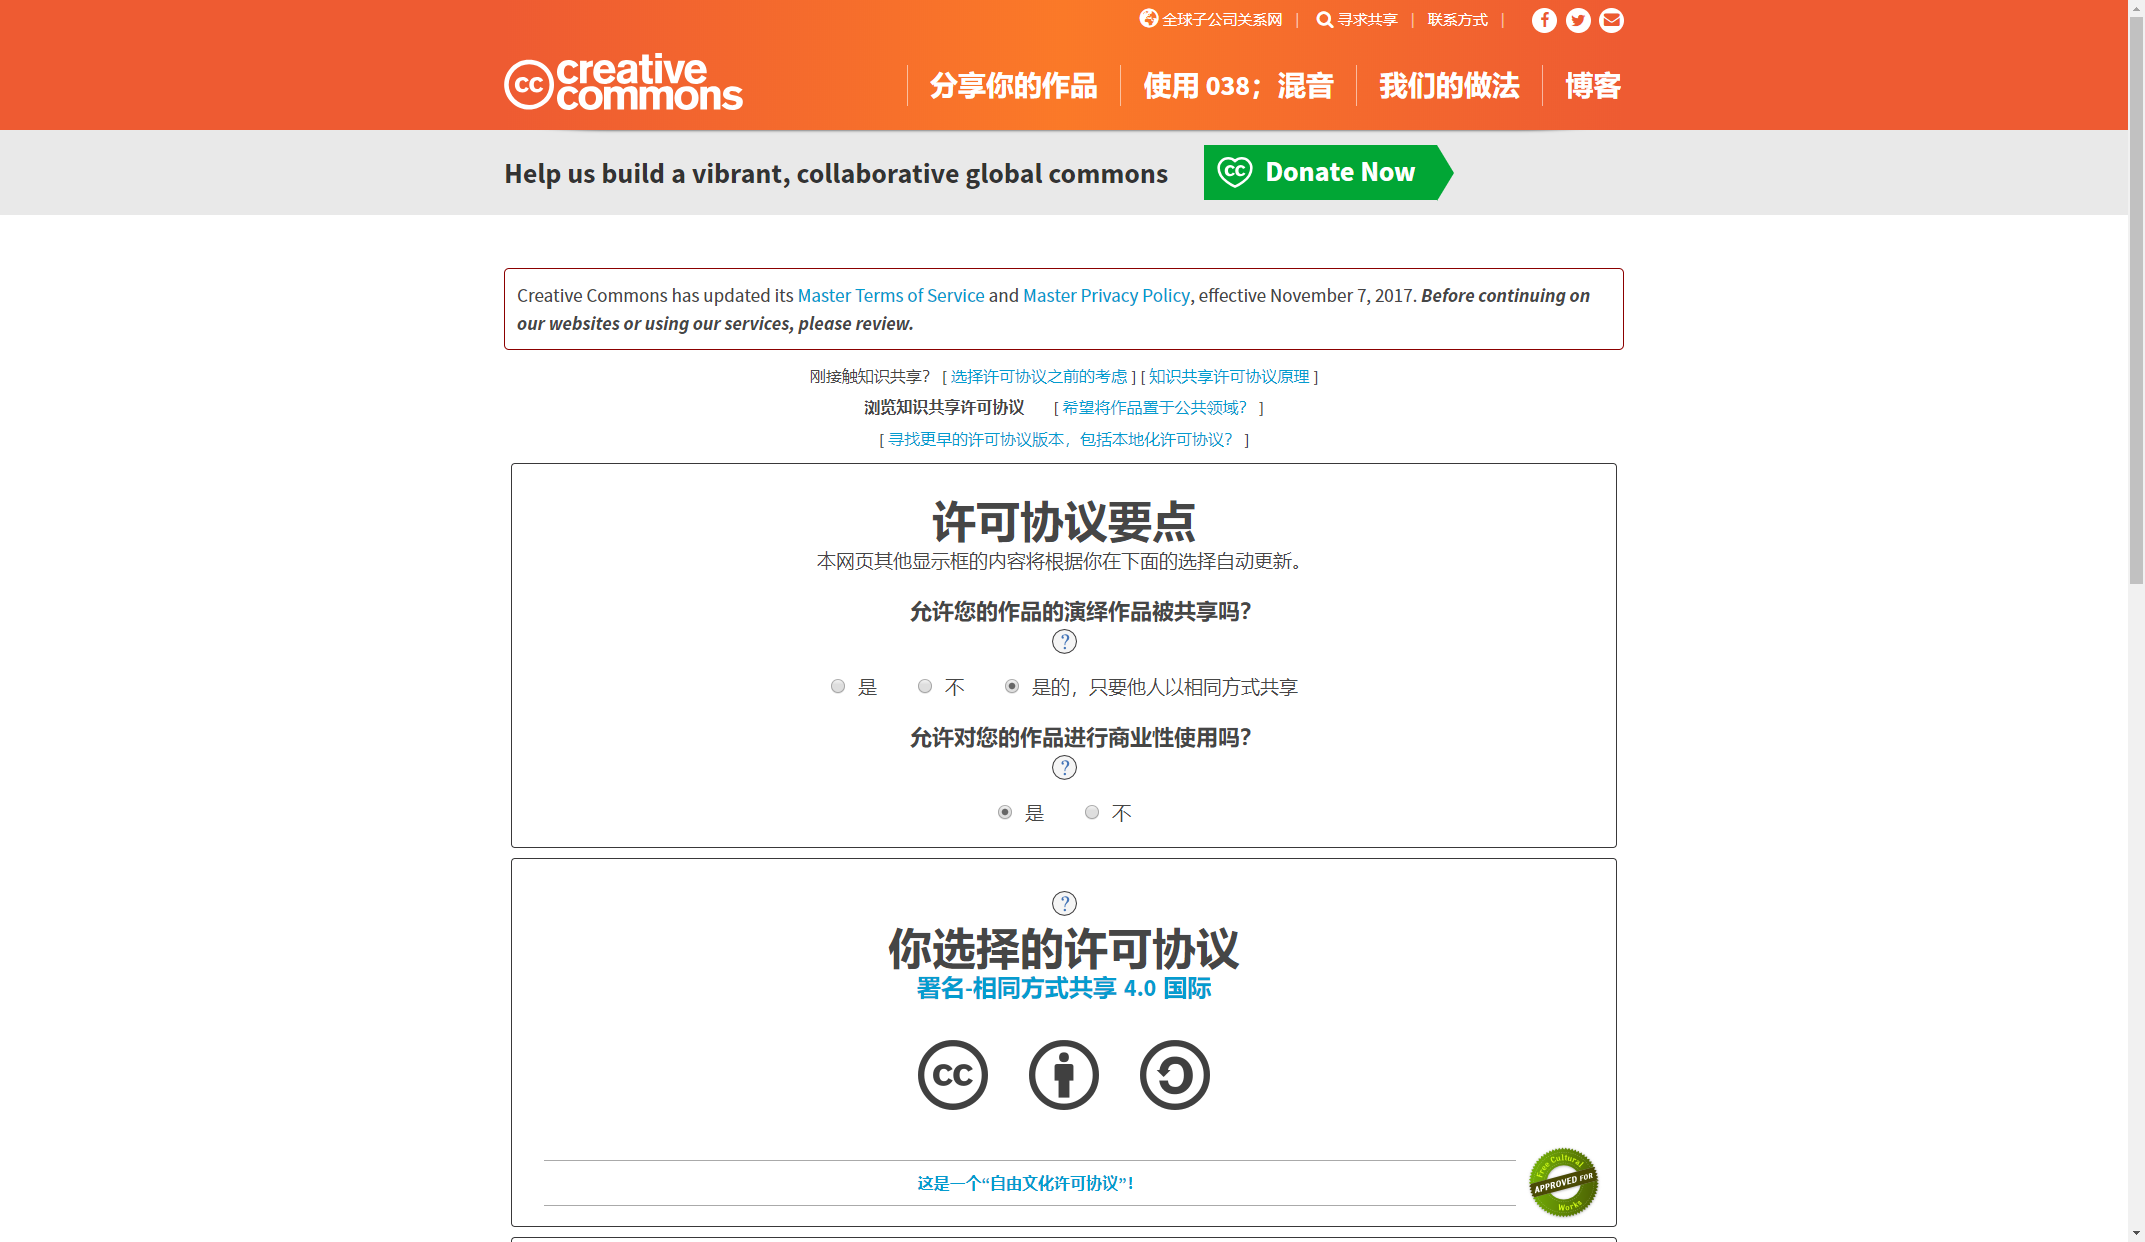 全球子公司关系网 | 寻求共享 | 联系方式 |
cc creative commons
分享你的作品 使用 038；混音 我们的做法 博客
Help us build a vibrant, collaborative global commons
cc Donate Now
Creative Commons has updated its Master Terms of Service and Master Privacy Policy, effective November 7, 2017. Before continuing on
our websites or using our services, please review.
刚接触知识共享？ [ 选择许可协议之前的考虑 ] [ 知识共享许可协议原理 ]
浏览知识共享许可协议 [ 希望将作品置于公共领域？ ]
[ 寻找更早的许可协议版本，包括本地化许可协议？ ]
许可协议要点
本网页其他显示框的内容将根据你在下面的选择自动更新。
允许您的作品的演绎作品被共享吗？
?
是 不 是的，只要他人以相同方式共享
允许对您的作品进行商业性使用吗？
?
是 不
?
你选择的许可协议
署名-相同方式共享 4.0 国际
cc
这是一个“自由文化许可协议”！
APPROVED FOR
Free Cultural
Works